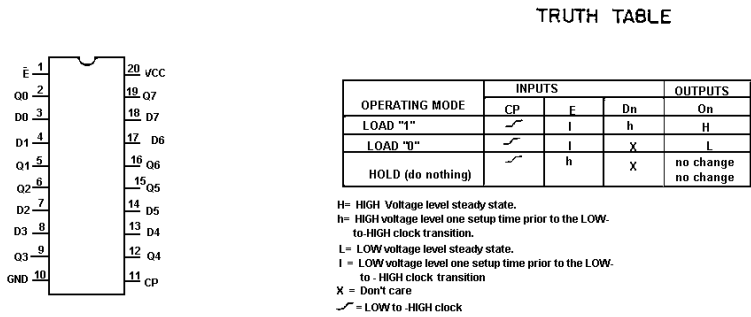 TRUTH TABLE
Ē 1 20 VCC
Q0 2 19 Q7
D0 3 18 D7
D1 4 17 D6
Q1 5 16 Q6
Q2 6 15 Q5
D2 7 14 D5
D3 8 13 D4
Q3 9 12 Q4
GND 10 11 CP
INPUTS OUTPUTS
OPERATING MODE CP E Dn On
LOAD "1" l h H
LOAD "0" l X L
HOLD (do nothing) h X no change
no change
H= HIGH Voltage level steady state.
h= HIGH voltage level one setup time prior to the LOW-
to-HIGH clock transition.
L= LOW voltage level steady state.
l = LOW voltage level one setup time prior to the LOW-
to - HIGH clock transition
X = Don't care
= LOW to -HIGH clock